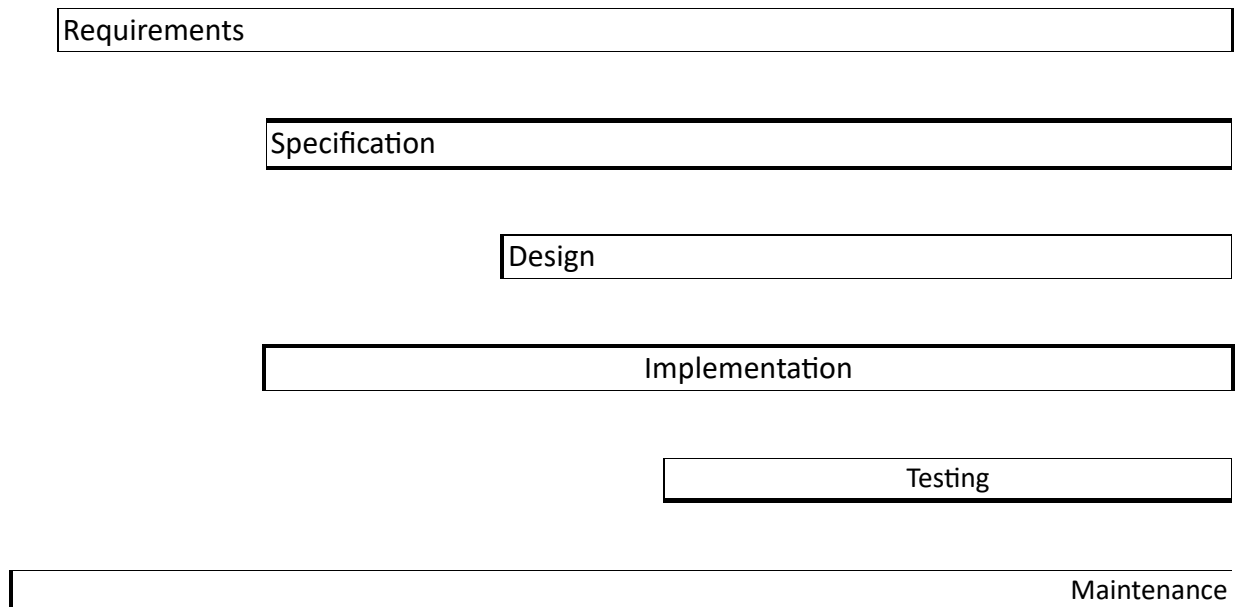 Requirements
Specification
Design
Implementation
Testing
Maintenance